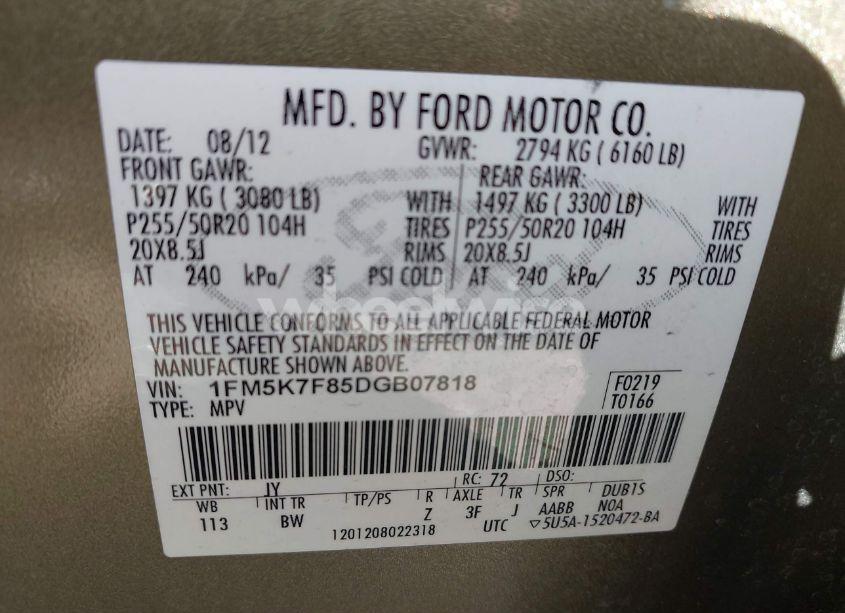 MFD. BY FORD MOTOR CO.
DATE: 08/12 GVWR: 2794 KG ( 6160 LB)
FRONT GAWR: REAR GAWR:
1397 KG ( 3080 LB) WITH 1497 KG ( 3300 LB) WITH
P255/50R20 104H TIRES P255/50R20 104H TIRES
20X8.5J RIMS 20X8.5J RIMS
AT 240 kPa/ 35 PSI COLD AT 240 kPa/ 35 PSI COLD
wheelwire
THIS VEHICLE CONFORMS TO ALL APPLICABLE FEDERAL MOTOR
VEHICLE SAFETY STANDARDS IN EFFECT ON THE DATE OF
MANUFACTURE SHOWN ABOVE.
VIN: 1FM5K7F85DGB07818 F0219
TYPE: MPV T0166
EXT PNT: JY RC: 72 DSO:
WB INT TR TP/PS R AXLE TR SPR DUB1S
113 BW Z 3F J AABB N0A
1201208022318 UTC ▽5U5A-1520472-BA